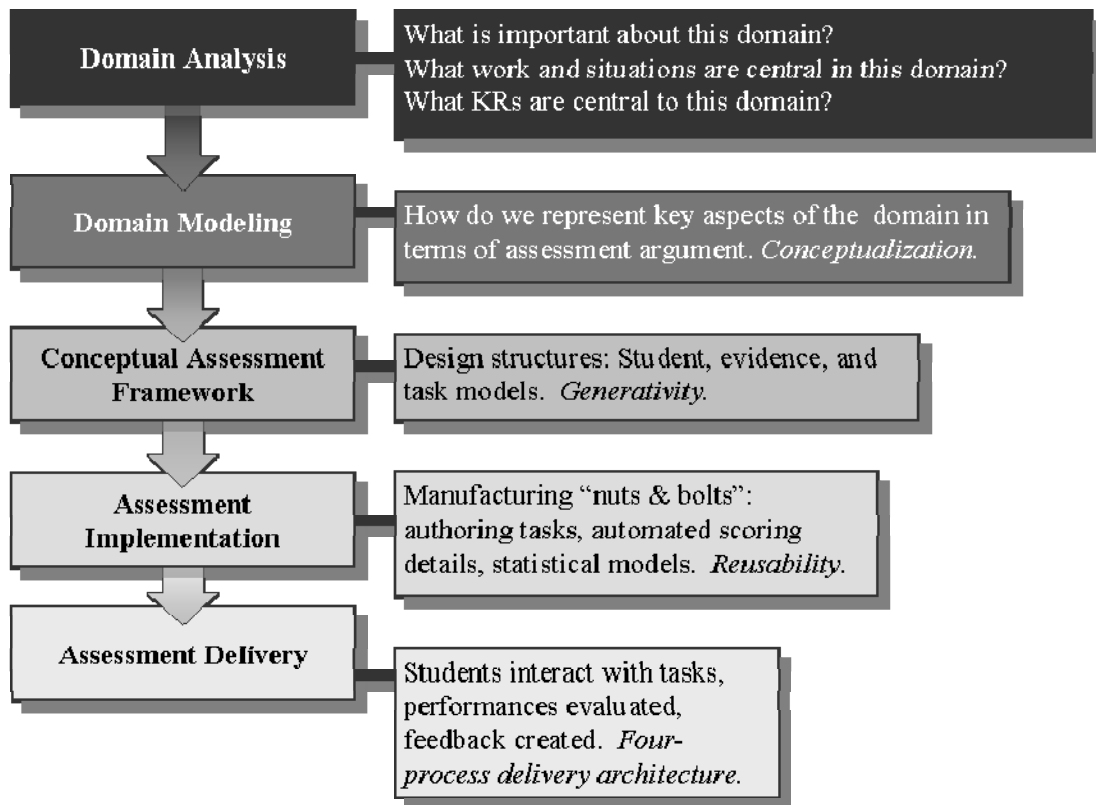 Domain Analysis
What is important about this domain?
What work and situations are central in this domain?
What KRs are central to this domain?
Domain Modeling
How do we represent key aspects of the domain in
terms of assessment argument. Conceptualization.
Conceptual Assessment
Framework
Design structures: Student, evidence, and
task models. Generativity.
Assessment
Implementation
Manufacturing “nuts & bolts”:
authoring tasks, automated scoring
details, statistical models. Reusability.
Assessment Delivery
Students interact with tasks,
performances evaluated,
feedback created. Four-
process delivery architecture.